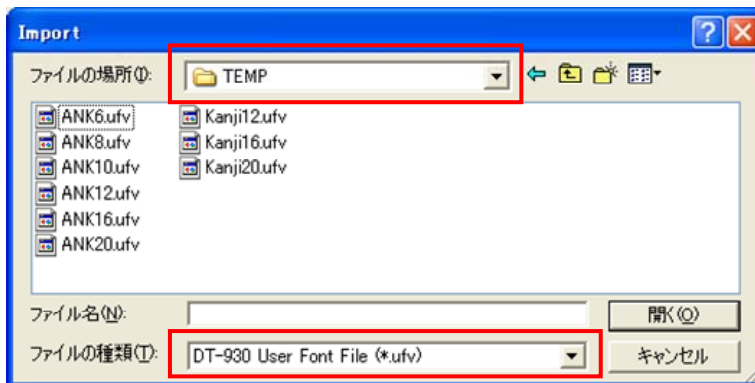 Import
ファイルの場所(I):
TEMP
ANK6.ufv
ANK8.ufv
ANK10.ufv
ANK12.ufv
ANK16.ufv
ANK20.ufv
Kanji12.ufv
Kanji16.ufv
Kanji20.ufv
ファイル名(N):
開く(O)
ファイルの種類(T):
DT-930 User Font File (*.ufv)
キャンセル